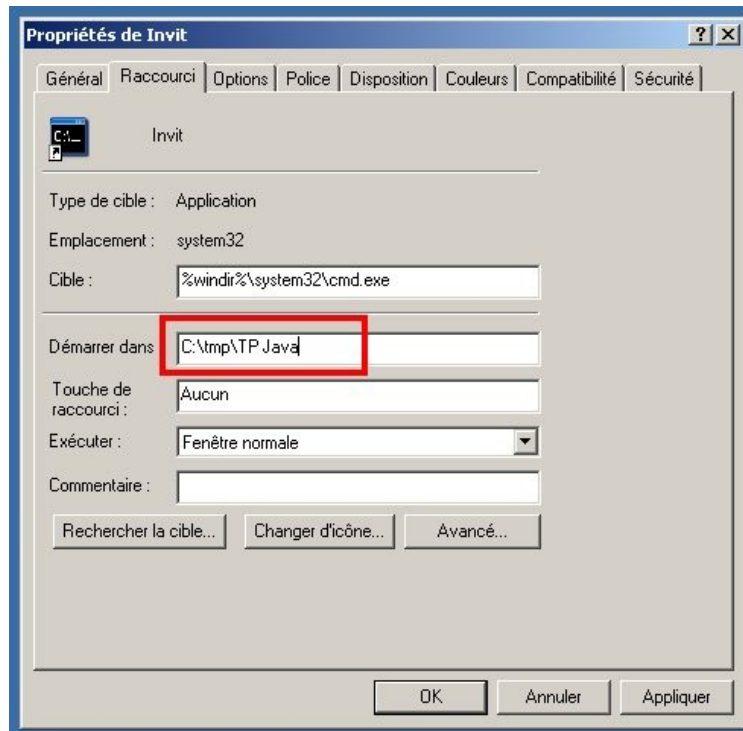 Propriétés de Invit
Général Raccourci Options Police Disposition Couleurs Compatibilité Sécurité
C:\_
Invit
Type de cible : Application
Emplacement : system32
Cible : %windir%\system32\cmd.exe
Démarrer dans C:\tmp\TP Java
Touche de
raccourci : Aucun
Exécuter : Fenêtre normale
Commentaire :
Rechercher la cible... Changer d'icône... Avancé...
OK Annuler Appliquer